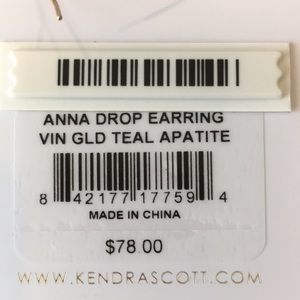 ANNA DROP EARRING
VIN GLD TEAL APATITE
8 42177 17759 4
MADE IN CHINA
$78.00
WWW.KENDRASCOTT.COM